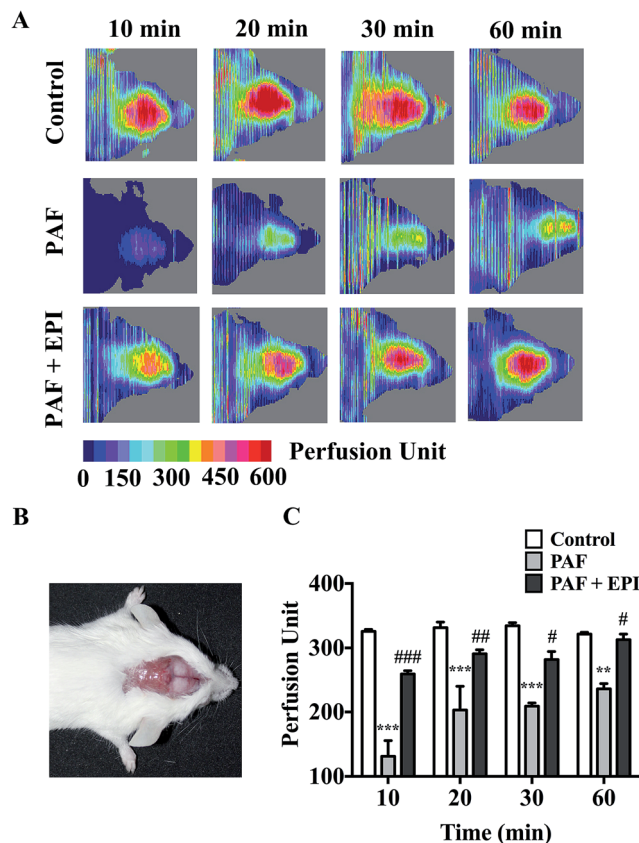 A
10 min 20 min 30 min 60 min
Control
PAF
PAF + EPI
Perfusion Unit
0 150 300 450 600
B
C
Control
PAF
PAF + EPI
Perfusion Unit
400
300
200
100
***
###
***
##
***
#
**
#
10 20 30 60
Time (min)